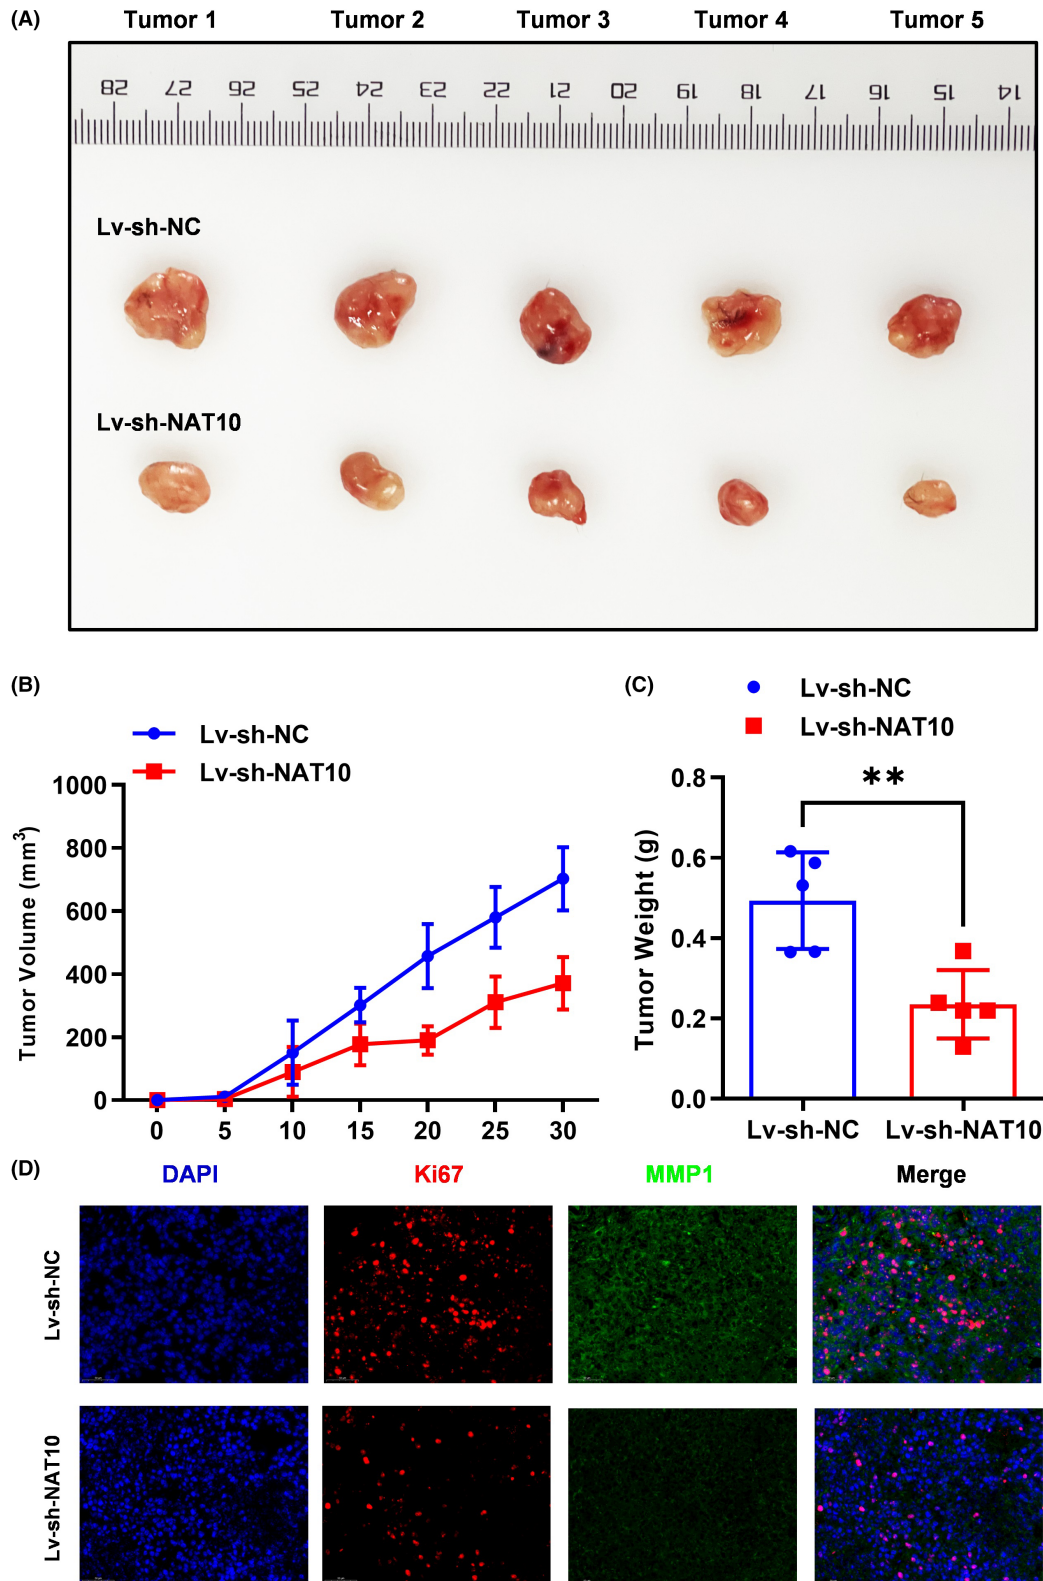 (A)
Tumor 1 Tumor 2 Tumor 3 Tumor 4 Tumor 5
28 27 26 25 24 23 22 21 20 19 18 17 16 15 14
Lv-sh-NC
Lv-sh-NAT10
(B)
Lv-sh-NC
Lv-sh-NAT10
Tumor Volume (mm³)
1000
800
600
400
200
0
0 5 10 15 20 25 30
(C)
Lv-sh-NC
Lv-sh-NAT10
Tumor Weight (g)
0.8
0.6
0.4
0.2
0.0
**
Lv-sh-NC Lv-sh-NAT10
(D)
DAPI Ki67 MMP1 Merge
Lv-sh-NC
Lv-sh-NAT10